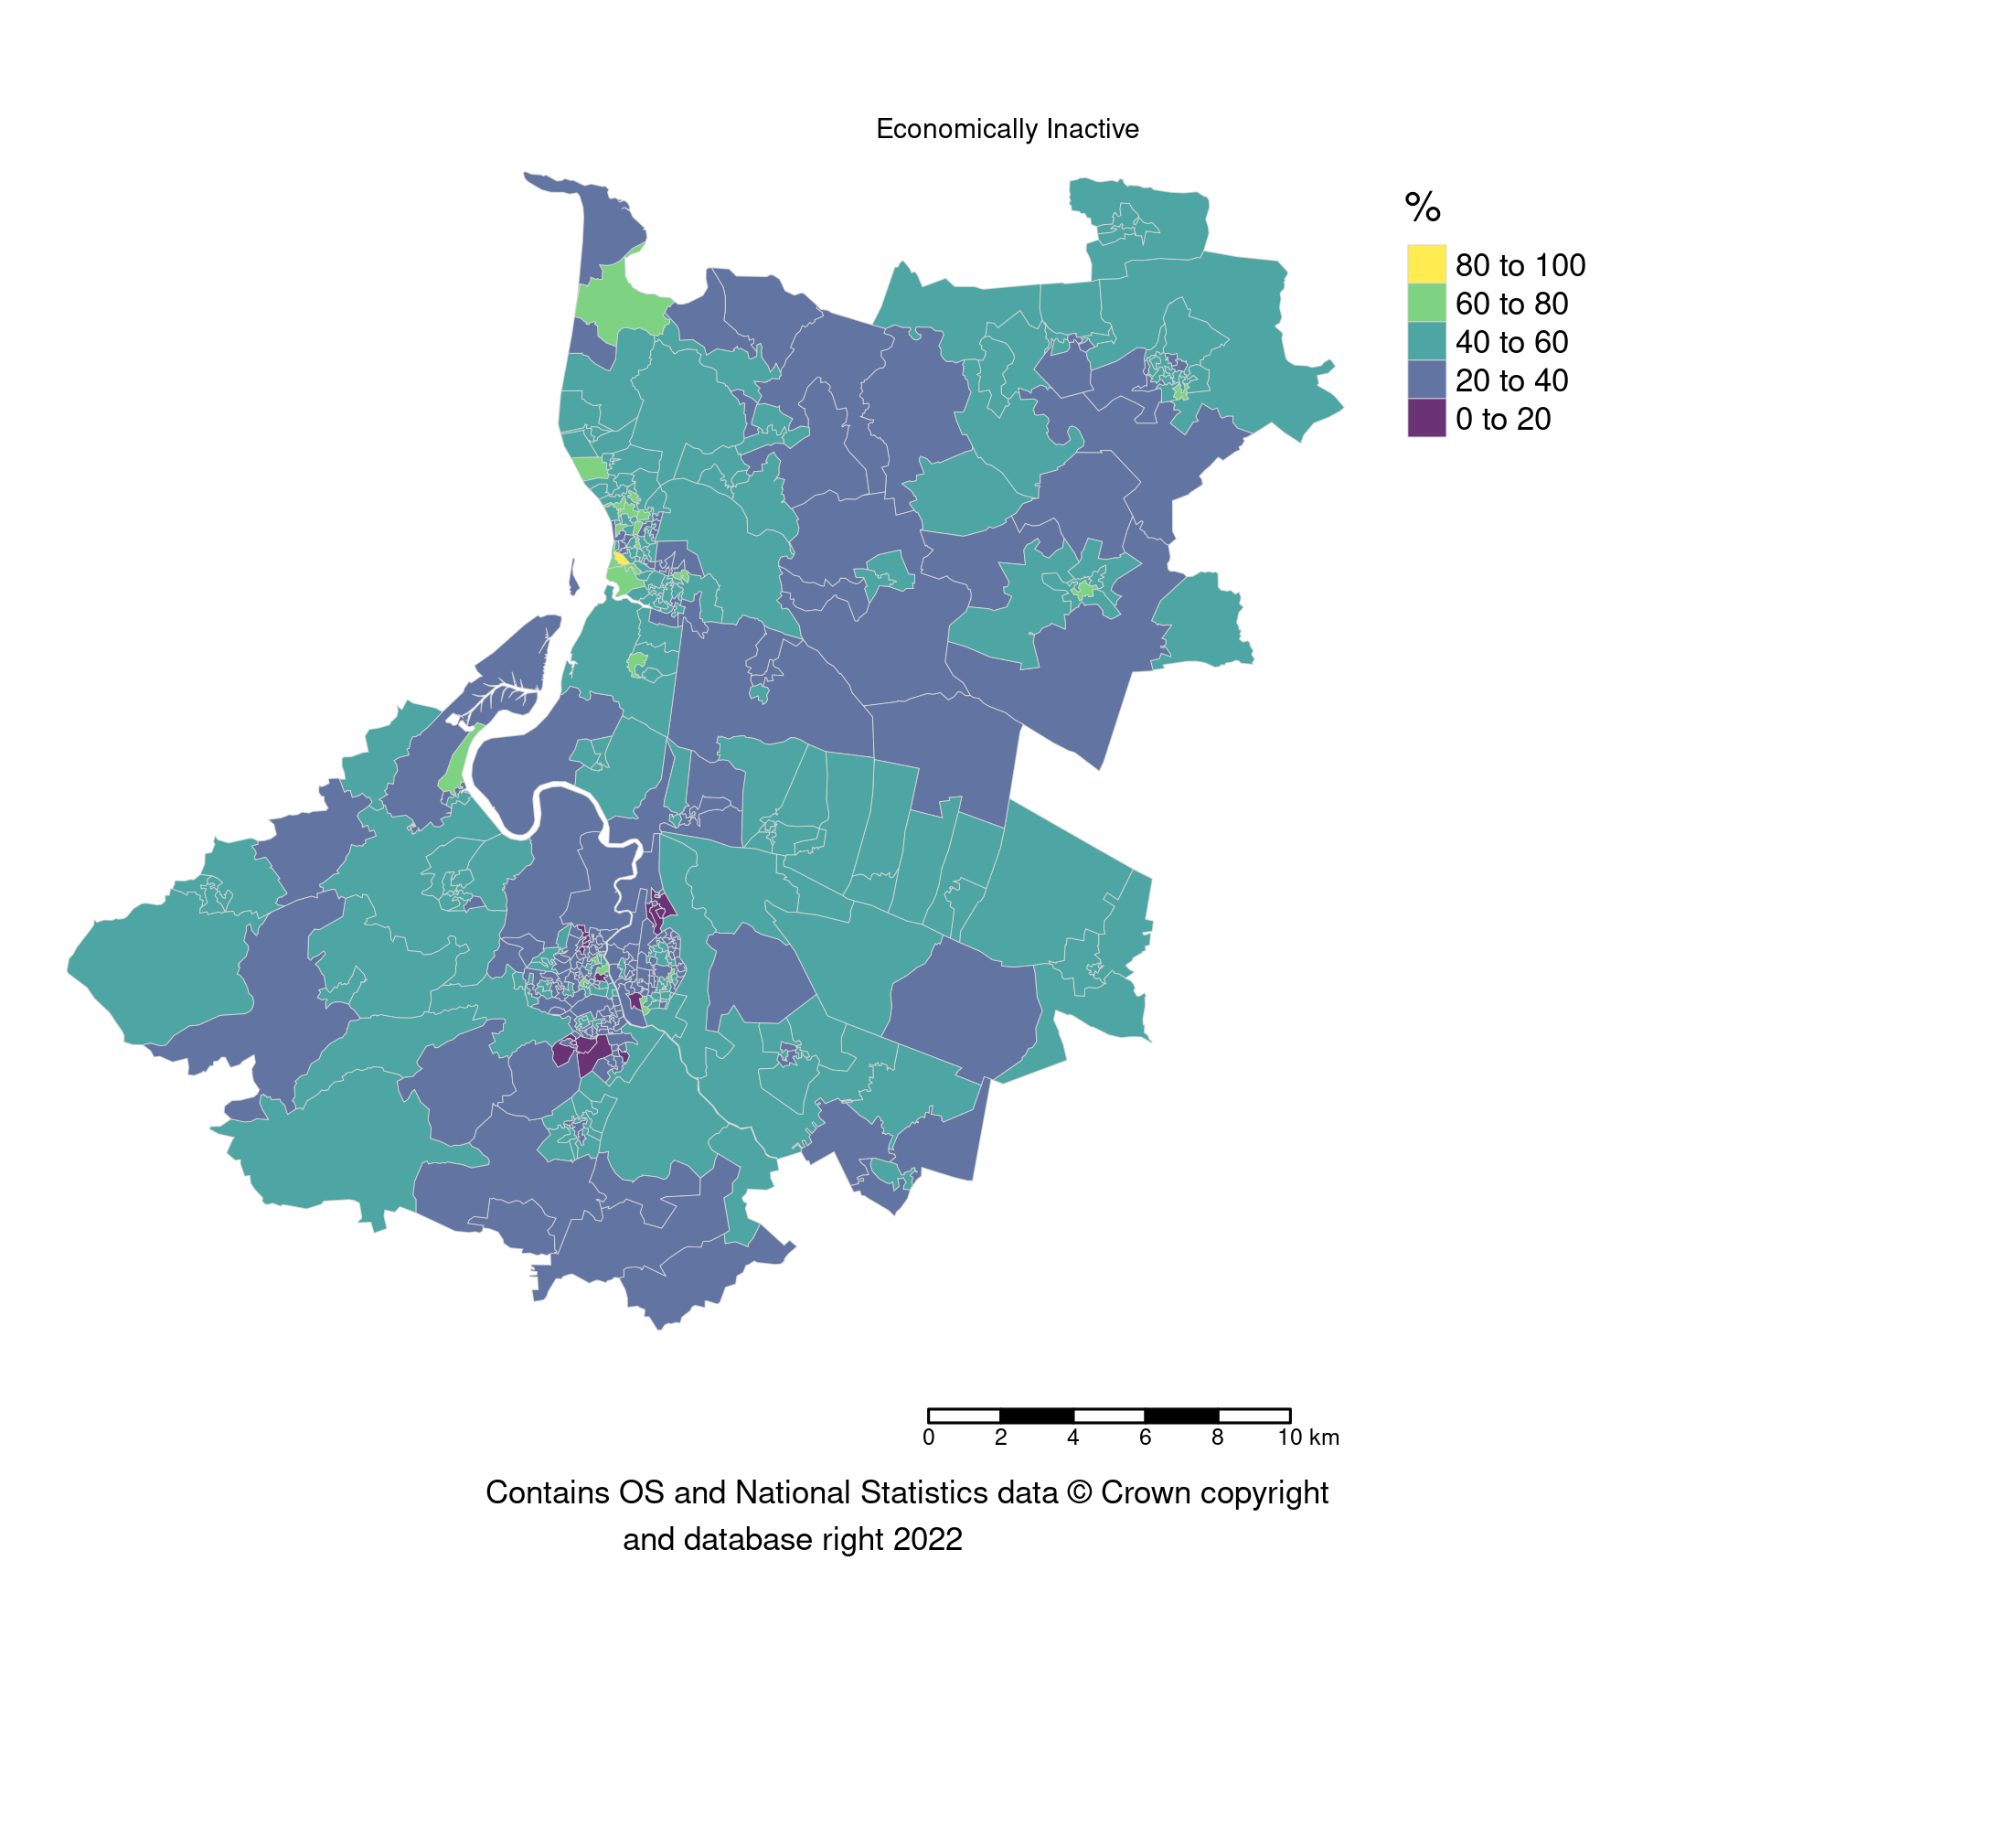 Economically Inactive
%
80 to 100
60 to 80
40 to 60
20 to 40
0 to 20
0 2 4 6 8 10 km
Contains OS and National Statistics data © Crown copyright
and database right 2022